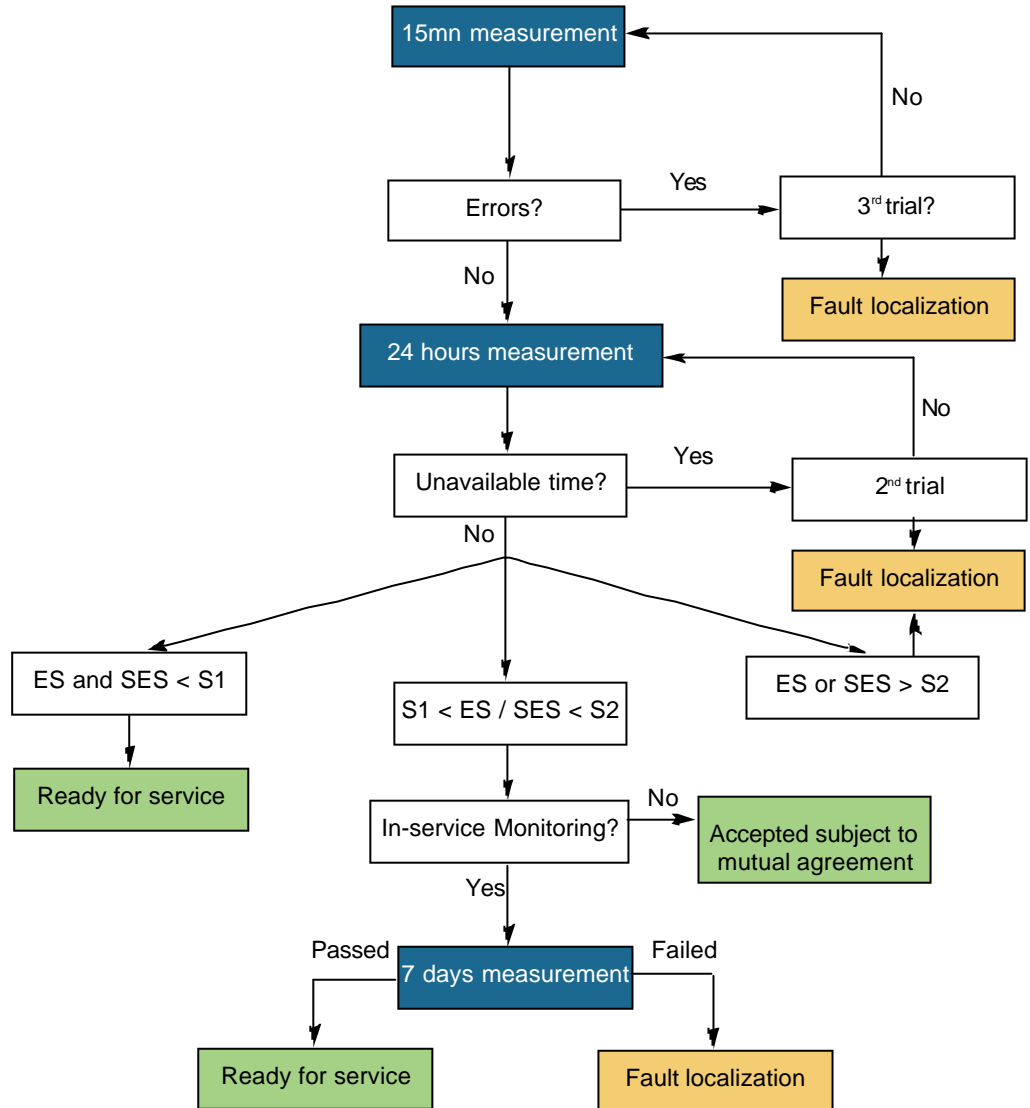 15mn measurement
No
Errors?
Yes
3rd trial?
No
Fault localization
24 hours measurement
No
Unavailable time?
Yes
2nd trial
No
Fault localization
ES and SES < S1
S1 < ES / SES < S2
ES or SES > S2
Ready for service
In-service Monitoring?
No
Accepted subject to
mutual agreement
Yes
Passed
7 days measurement
Failed
Ready for service
Fault localization